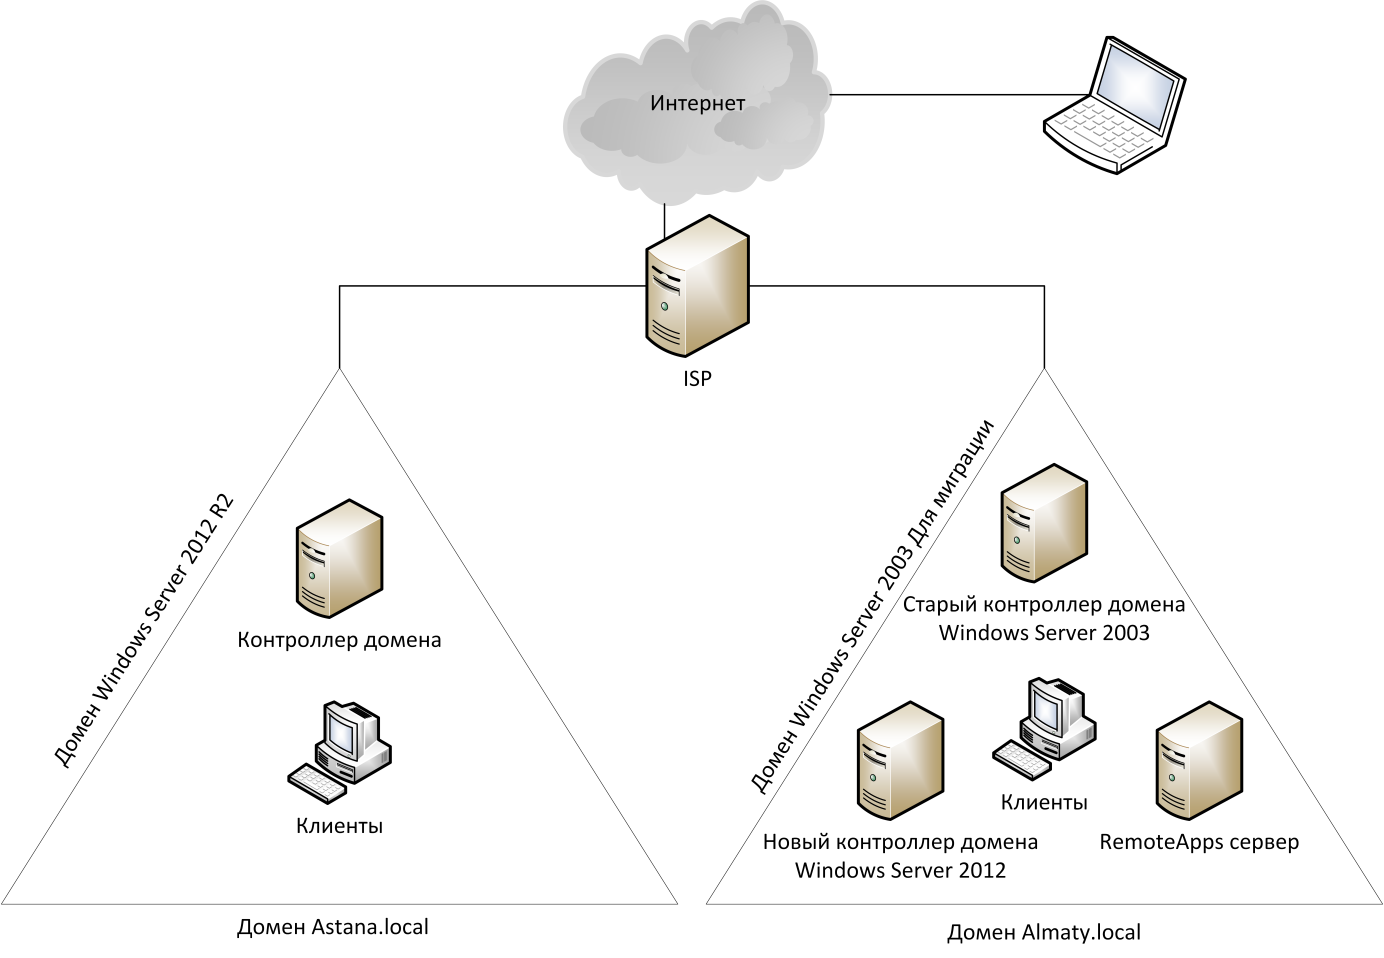 Интернет
ISP
Домен Windows Server 2012 R2
Контроллер домена
Клиенты
Домен Astana.local
Домен Windows Server 2003 Для миграции
Старый контроллер домена
Windows Server 2003
Клиенты
Новый контроллер домена
Windows Server 2012
RemoteApps сервер
Домен Almaty.local